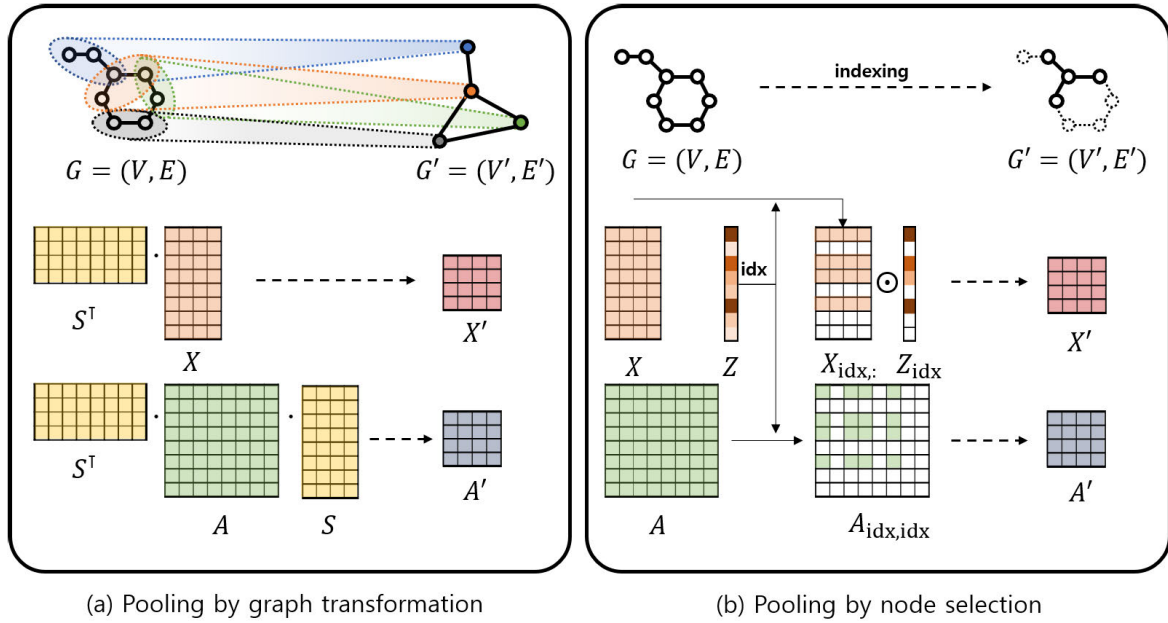 G = (V, E)
G′ = (V′, E′)
S⊺
·
X
X′
S⊺
·
A
·
S
A′
(a) Pooling by graph transformation
indexing
G = (V, E)
G′ = (V′, E′)
idx
X
Z
X_idx,:
⊙
Z_idx
X′
A
A_idx,idx
A′
(b) Pooling by node selection